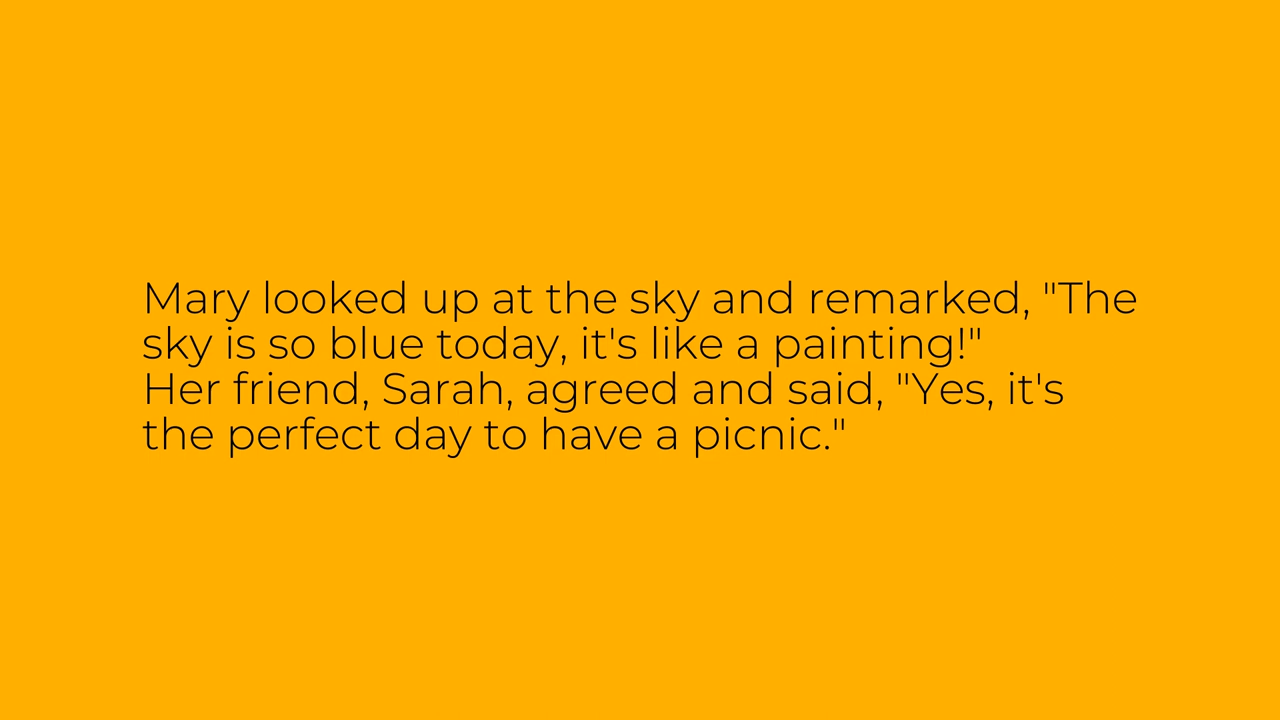 Mary looked up at the sky and remarked, "The
sky is so blue today, it's like a painting!"
Her friend, Sarah, agreed and said, "Yes, it's
the perfect day to have a picnic."